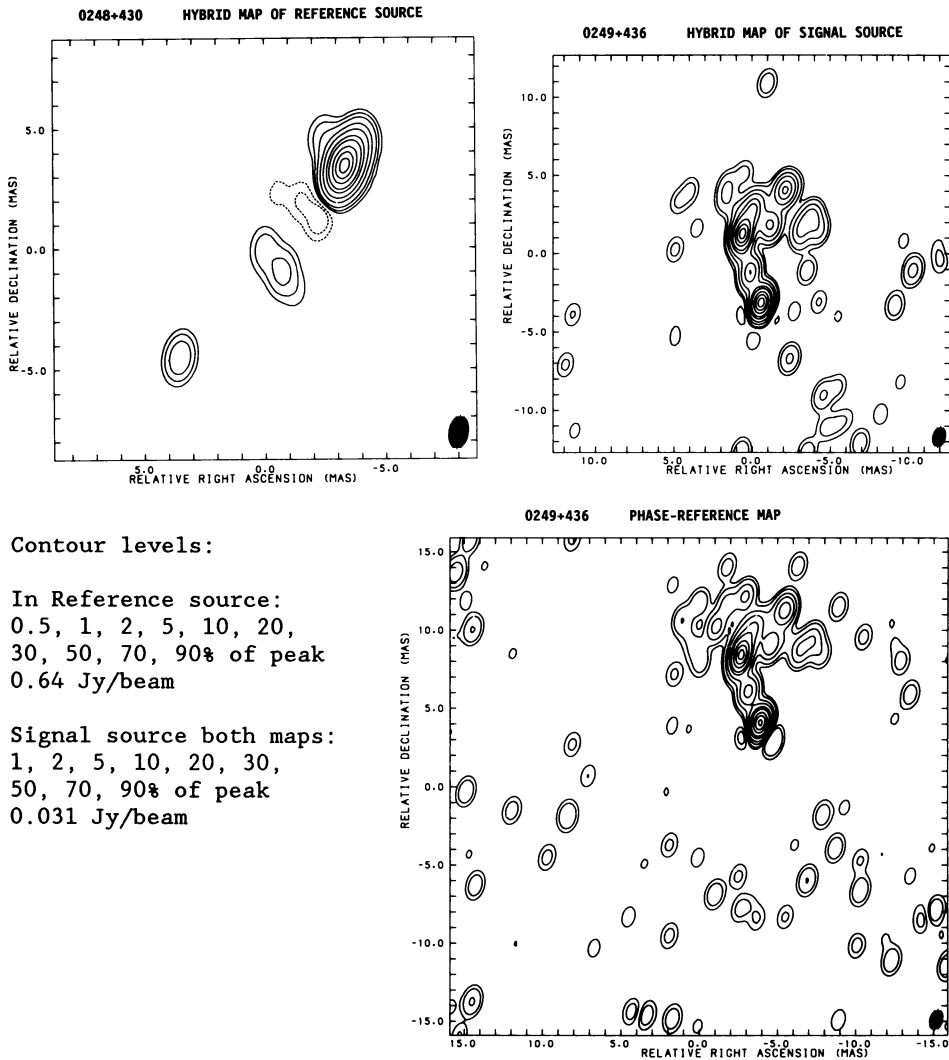 0248+430 HYBRID MAP OF REFERENCE SOURCE
RELATIVE DECLINATION (MAS)
5.0
0.0
-5.0
5.0 0.0 -5.0
RELATIVE RIGHT ASCENSION (MAS)
0249+436 HYBRID MAP OF SIGNAL SOURCE
RELATIVE DECLINATION (MAS)
10.0
5.0
0.0
-5.0
-10.0
10.0 5.0 0.0 -5.0 -10.0
RELATIVE RIGHT ASCENSION (MAS)
Contour levels:
In Reference source:
0.5, 1, 2, 5, 10, 20,
30, 50, 70, 90% of peak
0.64 Jy/beam
Signal source both maps:
1, 2, 5, 10, 20, 30,
50, 70, 90% of peak
0.031 Jy/beam
0249+436 PHASE-REFERENCE MAP
RELATIVE DECLINATION (MAS)
15.0
10.0
5.0
0.0
-5.0
-10.0
-15.0
15.0 10.0 5.0 0.0 -5.0 -10.0 -15.0
RELATIVE RIGHT ASCENSION (MAS)